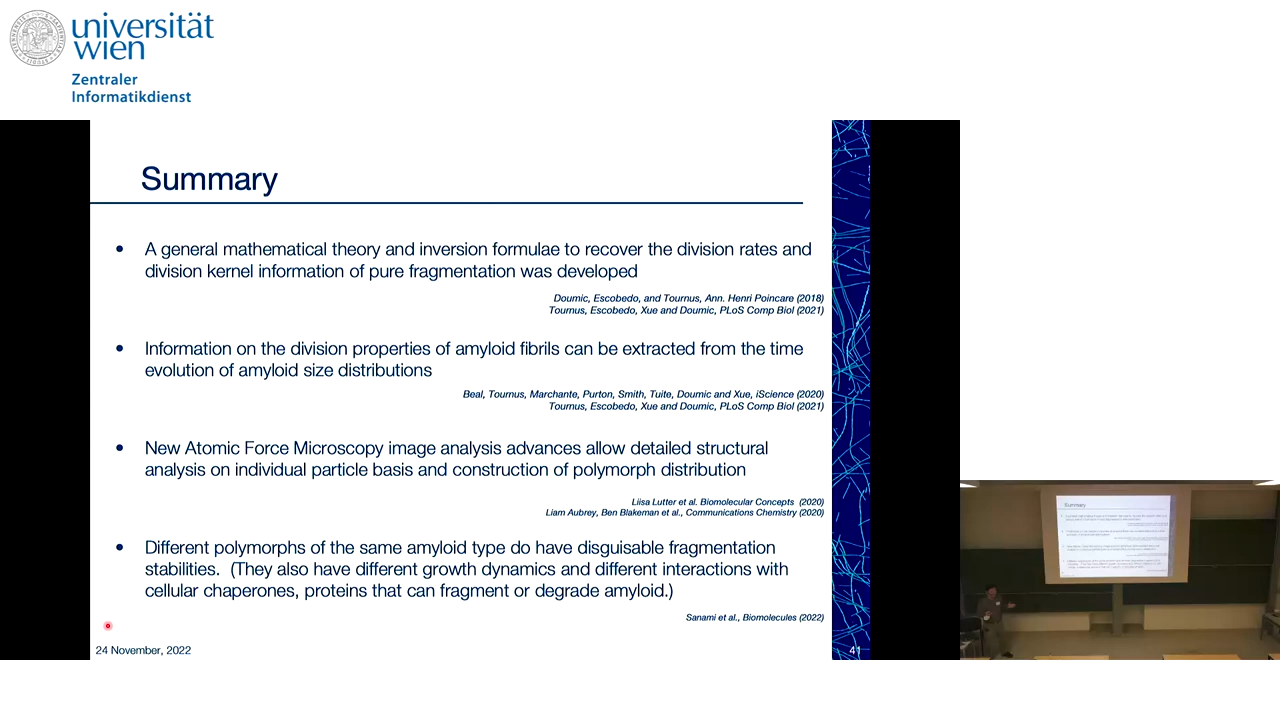 universität
wien
Zentraler
Informatikdienst
Summary
• A general mathematical theory and inversion formulae to recover the division rates and
division kernel information of pure fragmentation was developed
Doumic, Escobedo, and Tournus, Ann. Henri Poincare (2018)
Tournus, Escobedo, Xue and Doumic, PLoS Comp Biol (2021)
• Information on the division properties of amyloid fibrils can be extracted from the time
evolution of amyloid size distributions
Beal, Tournus, Marchante, Purton, Smith, Tuite, Doumic and Xue, iScience (2020)
Tournus, Escobedo, Xue and Doumic, PLoS Comp Biol (2021)
• New Atomic Force Microscopy image analysis advances allow detailed structural
analysis on individual particle basis and construction of polymorph distribution
Liisa Lutter et al. Biomolecular Concepts (2020)
Liam Aubrey, Ben Blakeman et al., Communications Chemistry (2020)
• Different polymorphs of the same amyloid type do have disguisable fragmentation
stabilities. (They also have different growth dynamics and different interactions with
cellular chaperones, proteins that can fragment or degrade amyloid.)
Sanami et al., Biomolecules (2022)
24 November, 2022
41
Summary